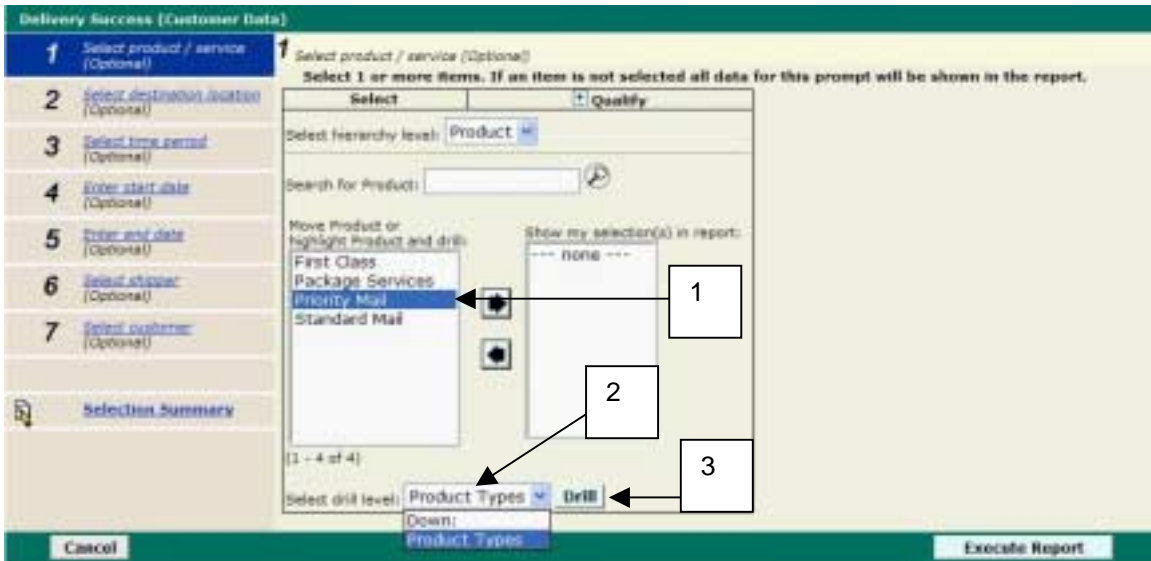 Delivery Success (Customer Data)
1 Select product / service
(Optional)
2 Select destination location
(Optional)
3 Select time period
(Optional)
4 Enter start date
(Optional)
5 Enter end date
(Optional)
6 Select shipper
(Optional)
7 Select customer
(Optional)
Selection Summary
1 Select product / service (Optional)
Select 1 or more items. If an item is not selected all data for this prompt will be shown in the report.
Select Qualify
Select hierarchy level: Product
Search for Product:
Move Product or
highlight Product and drill:
First Class
Package Services
Priority Mail
Standard Mail
(1 - 4 of 4)
Show my selection(s) in report:
--- none ---
1
2
3
Select drill level: Product Types Drill
Down:
Product Types
Cancel Execute Report